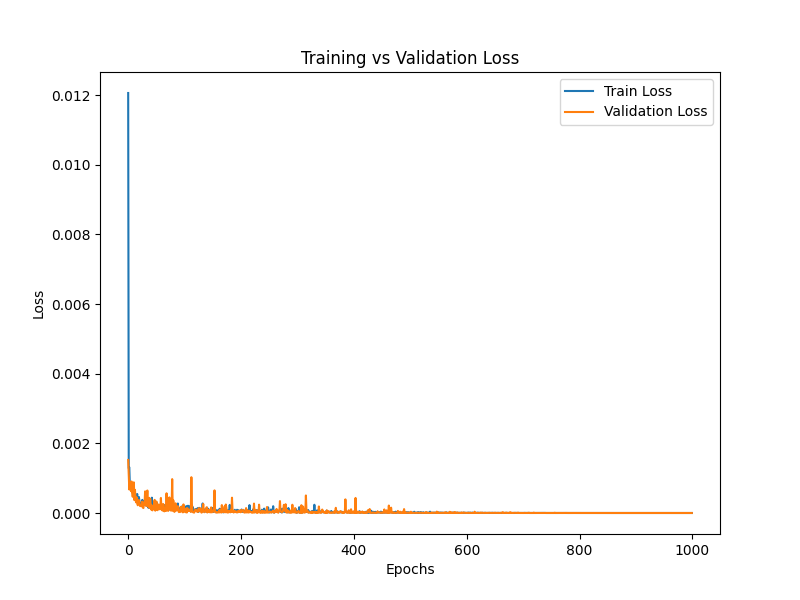 Training vs Validation Loss
Train Loss
Validation Loss
0.012
0.010
0.008
0.006
0.004
0.002
0.000
Loss
0 200 400 600 800 1000
Epochs